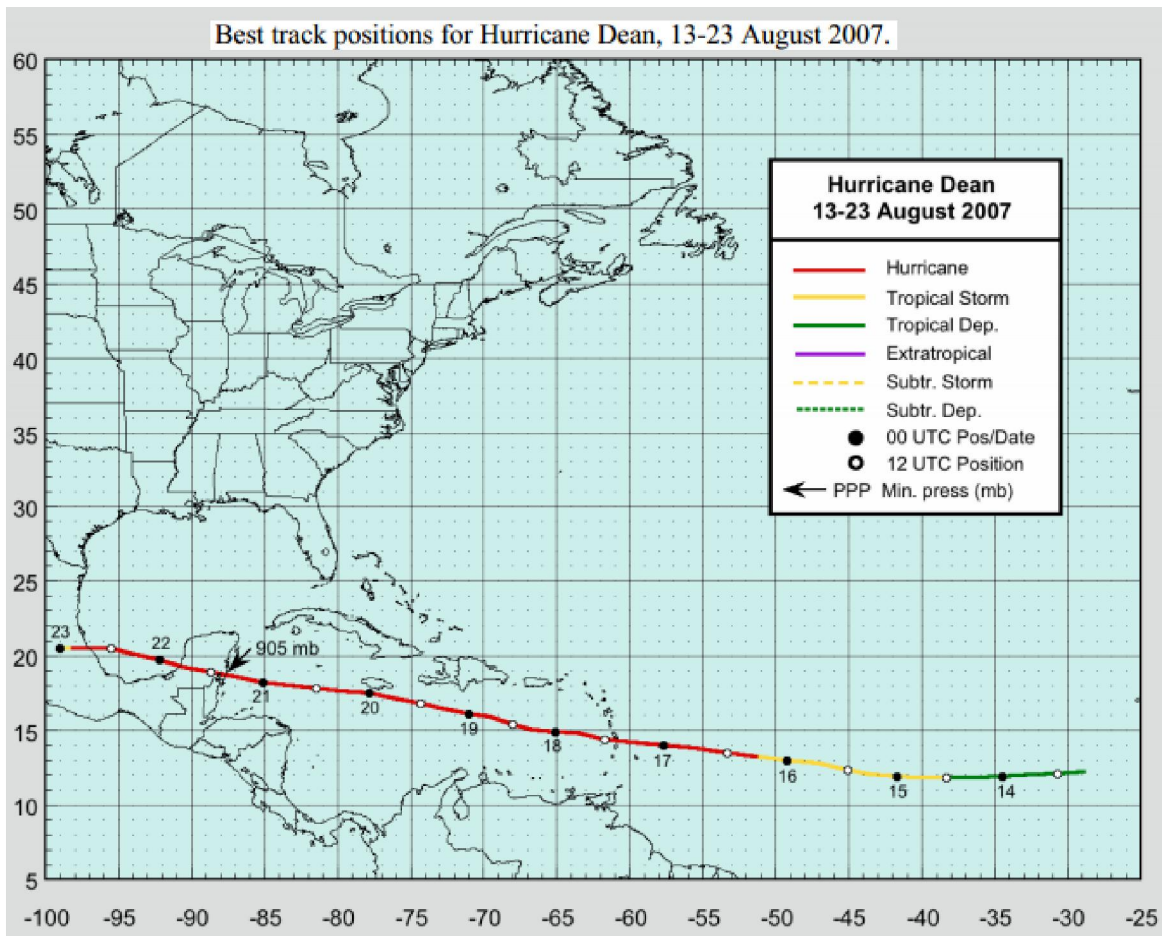 Best track positions for Hurricane Dean, 13-23 August 2007.
60
55
50
45
40
35
30
25
20
15
10
5
Hurricane Dean
13-23 August 2007
Hurricane
Tropical Storm
Tropical Dep.
Extratropical
Subtr. Storm
Subtr. Dep.
00 UTC Pos/Date
12 UTC Position
PPP Min. press (mb)
23
22
905 mb
21
20
19
18
17
16
15
14
-100 -95 -90 -85 -80 -75 -70 -65 -60 -55 -50 -45 -40 -35 -30 -25